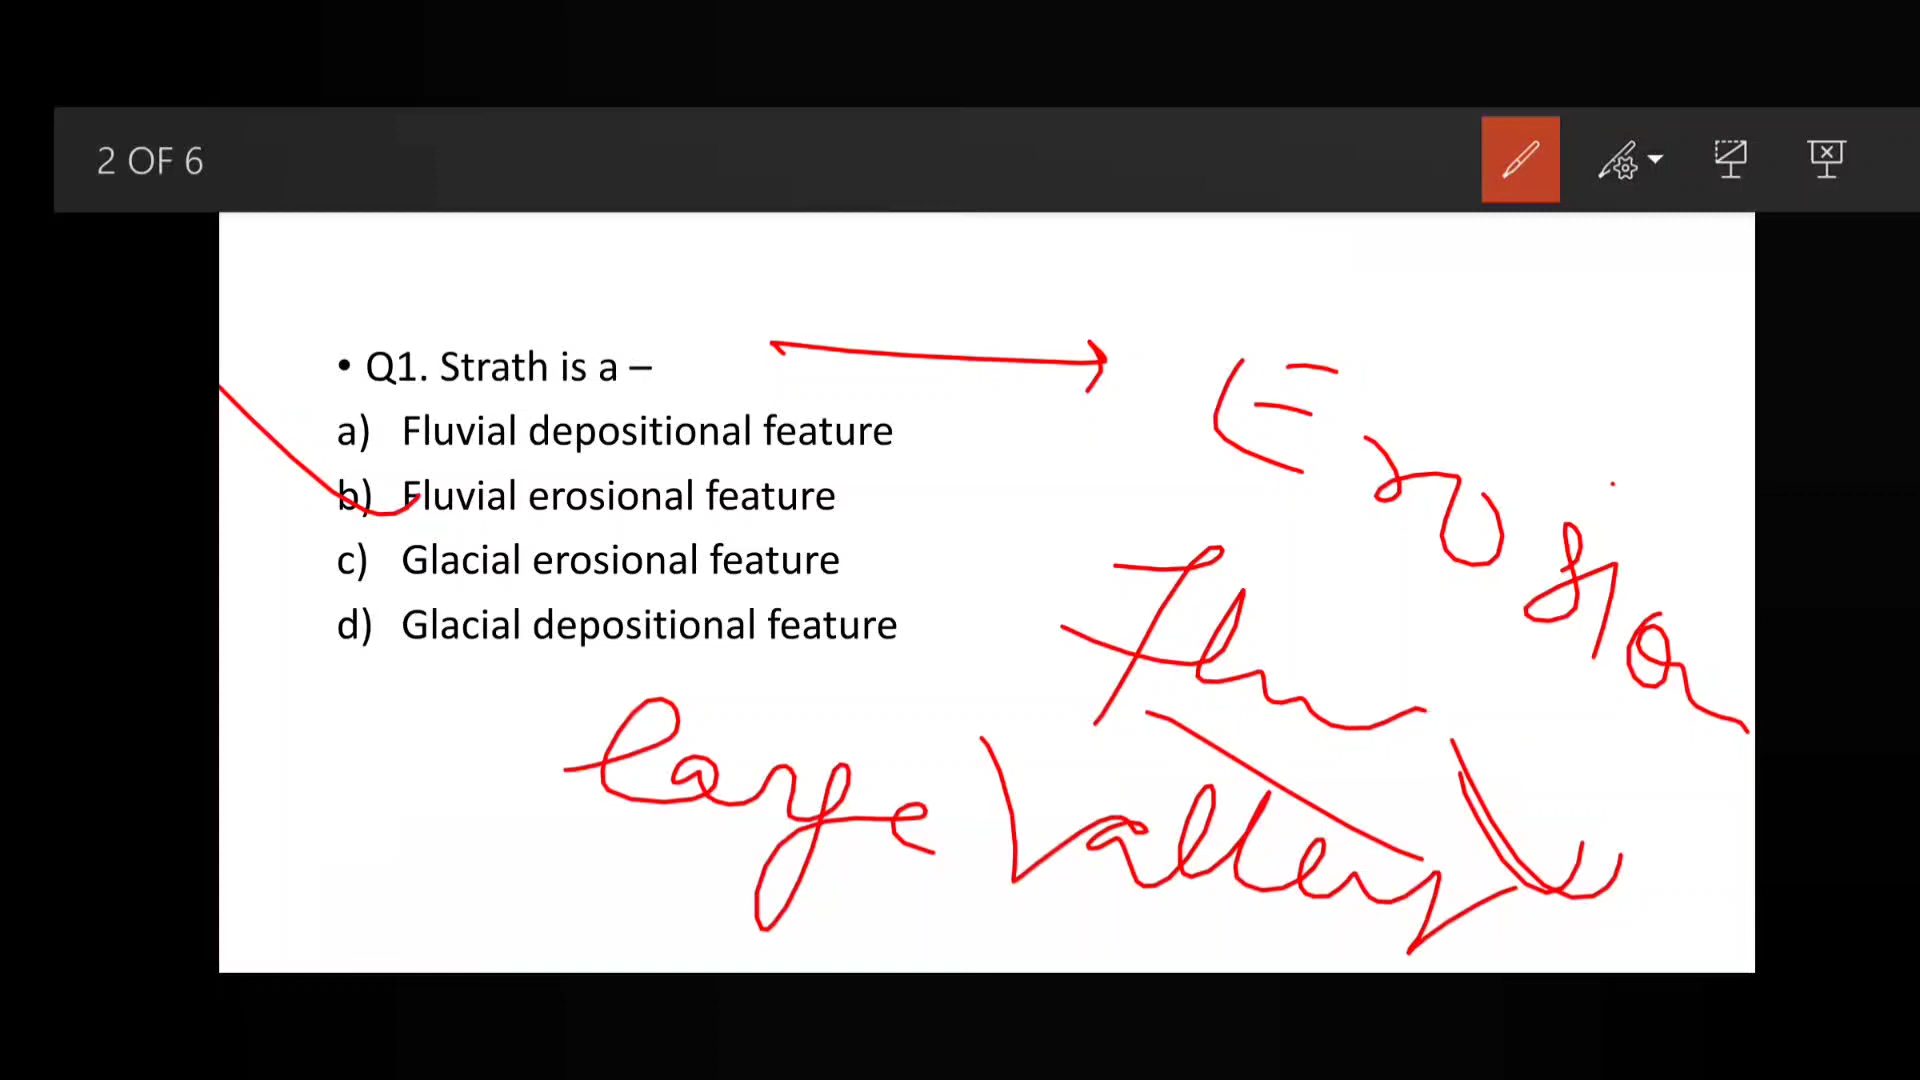 2 OF 6
• Q1. Strath is a –
a) Fluvial depositional feature
b) Fluvial erosional feature
c) Glacial erosional feature
d) Glacial depositional feature
Erosion
large Valley